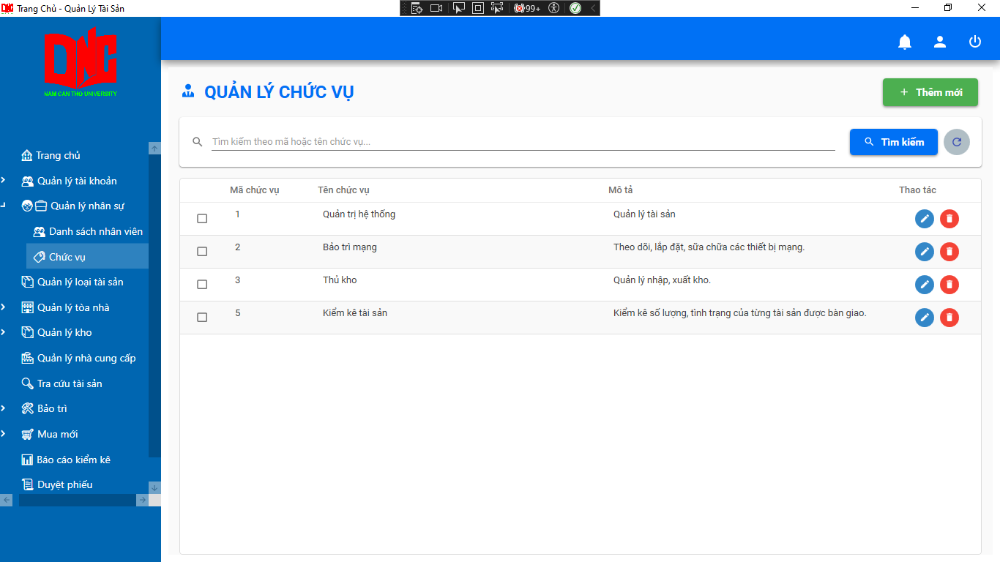 Trang Chủ - Quản Lý Tài Sản
99+
DNC
NAM CAN THO UNIVERSITY
Trang chủ
Quản lý tài khoản
Quản lý nhân sự
Danh sách nhân viên
Chức vụ
Quản lý loại tài sản
Quản lý tòa nhà
Quản lý kho
Quản lý nhà cung cấp
Tra cứu tài sản
Bảo trì
Mua mới
Báo cáo kiểm kê
Duyệt phiếu
QUẢN LÝ CHỨC VỤ
+ Thêm mới
Tìm kiếm theo mã hoặc tên chức vụ...
Tìm kiếm
Mã chức vụ Tên chức vụ Mô tả Thao tác
1 Quản trị hệ thống Quản lý tài sản
2 Bảo trì mạng Theo dõi, lắp đặt, sữa chữa các thiết bị mạng.
3 Thủ kho Quản lý nhập, xuất kho.
5 Kiểm kê tài sản Kiểm kê số lượng, tình trạng của từng tài sản được bàn giao.